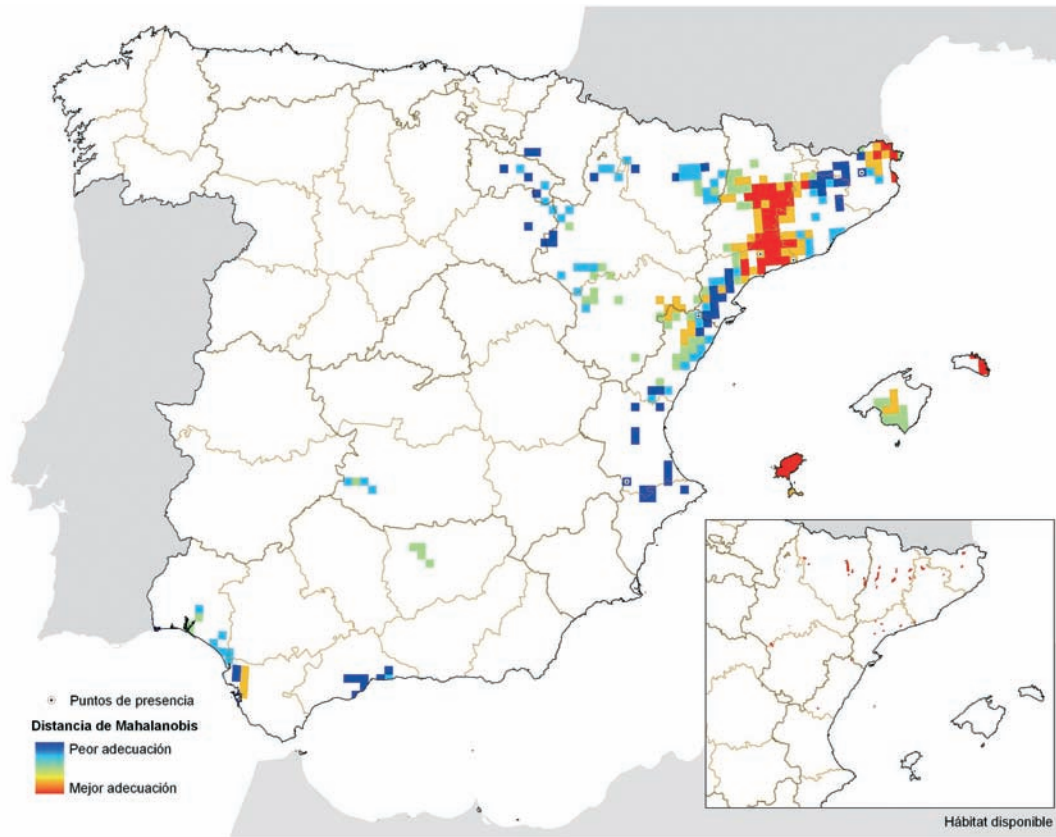 Puntos de presencia
Distancia de Mahalanobis
Peor adecuación
Mejor adecuación
Hábitat disponible